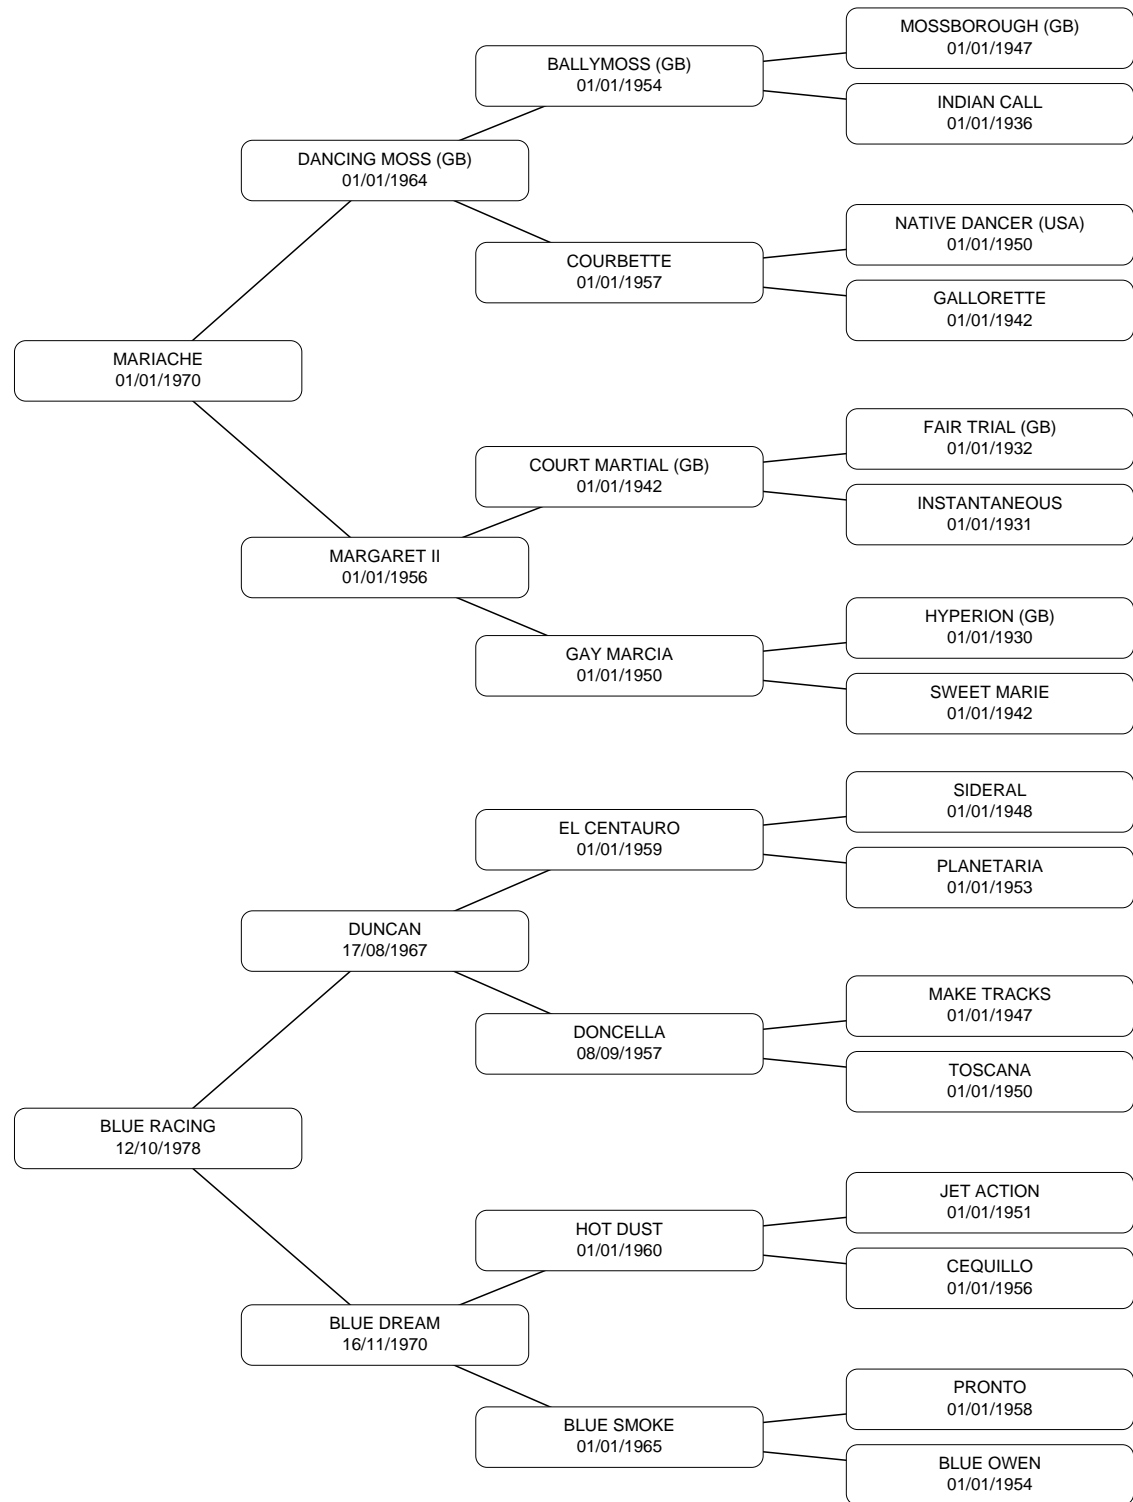 MOSSBOROUGH (GB)
01/01/1947
BALLYMOSS (GB)
01/01/1954
INDIAN CALL
01/01/1936
DANCING MOSS (GB)
01/01/1964
NATIVE DANCER (USA)
01/01/1950
COURBETTE
01/01/1957
GALLORETTE
01/01/1942
MARIACHE
01/01/1970
FAIR TRIAL (GB)
01/01/1932
COURT MARTIAL (GB)
01/01/1942
INSTANTANEOUS
01/01/1931
MARGARET II
01/01/1956
HYPERION (GB)
01/01/1930
GAY MARCIA
01/01/1950
SWEET MARIE
01/01/1942
SIDERAL
01/01/1948
EL CENTAURO
01/01/1959
PLANETARIA
01/01/1953
DUNCAN
17/08/1967
MAKE TRACKS
01/01/1947
DONCELLA
08/09/1957
TOSCANA
01/01/1950
BLUE RACING
12/10/1978
JET ACTION
01/01/1951
HOT DUST
01/01/1960
CEQUILLO
01/01/1956
BLUE DREAM
16/11/1970
PRONTO
01/01/1958
BLUE SMOKE
01/01/1965
BLUE OWEN
01/01/1954